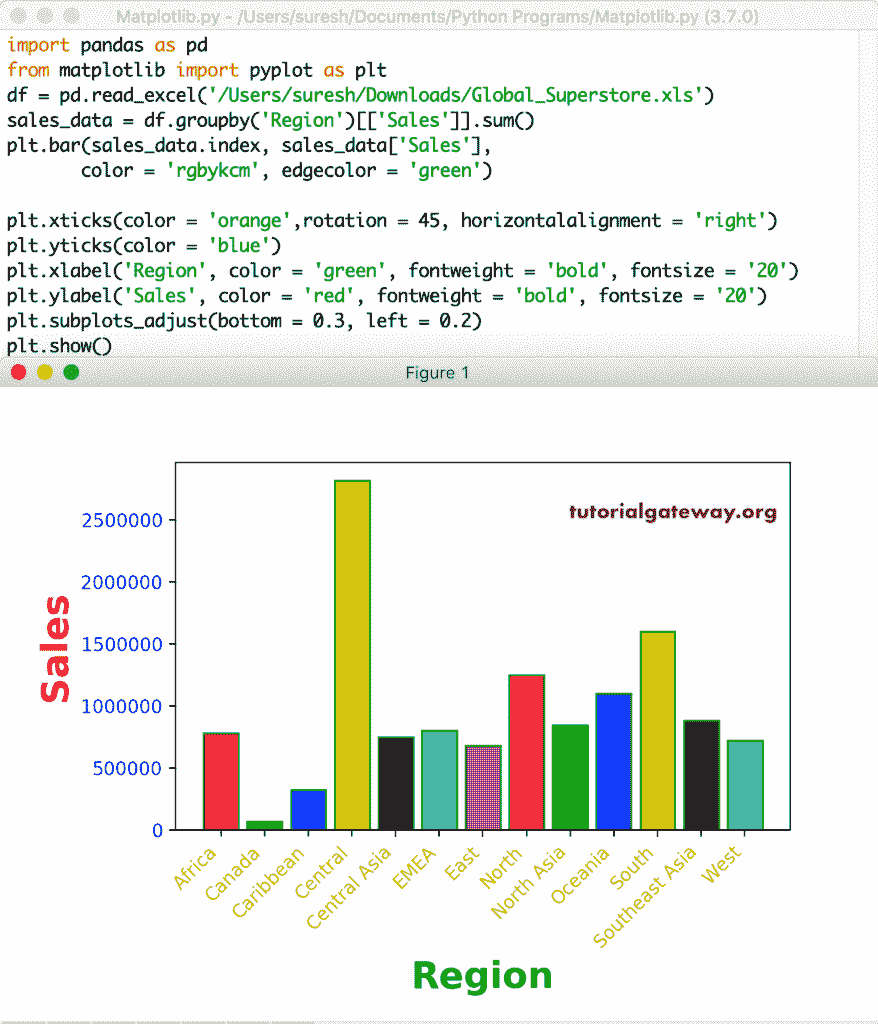 Matplotlib.py - /Users/suresh/Documents/Python Programs/Matplotlib.py (3.7.0)
import pandas as pd
from matplotlib import pyplot as plt
df = pd.read_excel('/Users/suresh/Downloads/Global_Superstore.xls')
sales_data = df.groupby('Region')[['Sales']].sum()
plt.bar(sales_data.index, sales_data['Sales'],
color = 'rgbykcm', edgecolor = 'green')
plt.xticks(color = 'orange',rotation = 45, horizontalalignment = 'right')
plt.yticks(color = 'blue')
plt.xlabel('Region', color = 'green', fontweight = 'bold', fontsize = '20')
plt.ylabel('Sales', color = 'red', fontweight = 'bold', fontsize = '20')
plt.subplots_adjust(bottom = 0.3, left = 0.2)
plt.show()
Figure 1
tutorialgateway.org
Sales
2500000
2000000
1500000
1000000
500000
0
Africa
Canada
Caribbean
Central
Central Asia
EMEA
East
North
North Asia
Oceania
South
Southeast Asia
West
Region